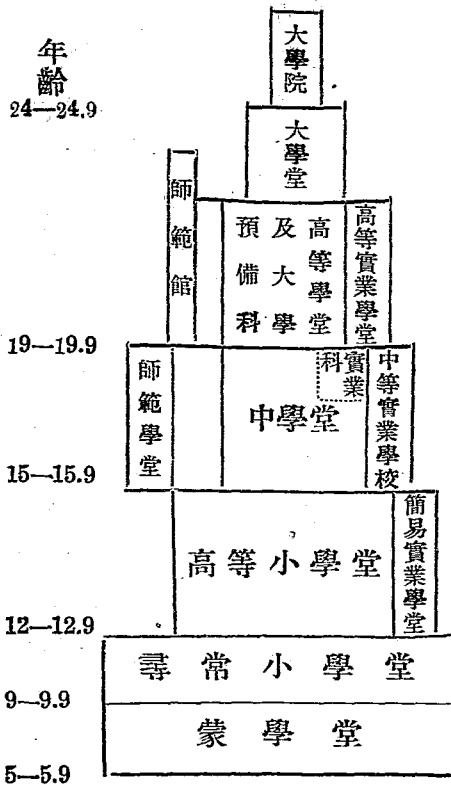 年齡
大學院
24—24.9
大學堂
師範館
高等學堂
及大學
預備科
高等實業學堂
19—19.9
師範學堂
中學堂
實業
科
中等實業學校
15—15.9
高等小學堂
簡易實業學堂
12—12.9
尋常小學堂
9—9.9
蒙學堂
5—5.9